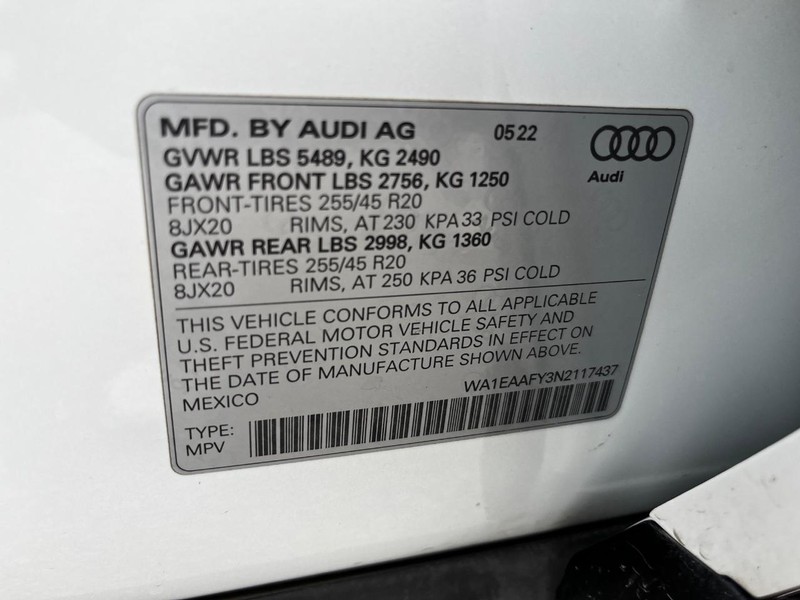 MFD. BY AUDI AG 05 22
Audi
GVWR LBS 5489, KG 2490
GAWR FRONT LBS 2756, KG 1250
FRONT-TIRES 255/45 R20
8JX20 RIMS, AT 230 KPA 33 PSI COLD
GAWR REAR LBS 2998, KG 1360
REAR-TIRES 255/45 R20
8JX20 RIMS, AT 250 KPA 36 PSI COLD
THIS VEHICLE CONFORMS TO ALL APPLICABLE
U.S. FEDERAL MOTOR VEHICLE SAFETY AND
THEFT PREVENTION STANDARDS IN EFFECT ON
THE DATE OF MANUFACTURE SHOWN ABOVE.
MEXICO WA1EAAFY3N2117437
TYPE:
MPV